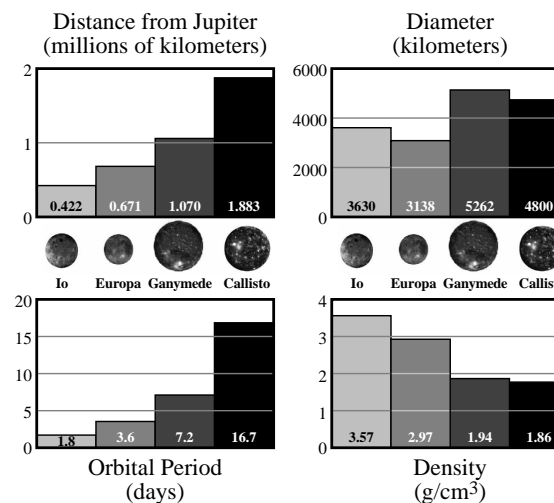 Distance from Jupiter
(millions of kilometers)
2
1
0
0.422 0.671 1.070 1.883
Diameter
(kilometers)
6000
4000
2000
0
3630 3138 5262 4800
Io Europa Ganymede Callisto
Io Europa Ganymede Callist
20
15
10
5
0
1.8 3.6 7.2 16.7
Orbital Period
(days)
4
3
2
1
0
3.57 2.97 1.94 1.86
Density
(g/cm3)